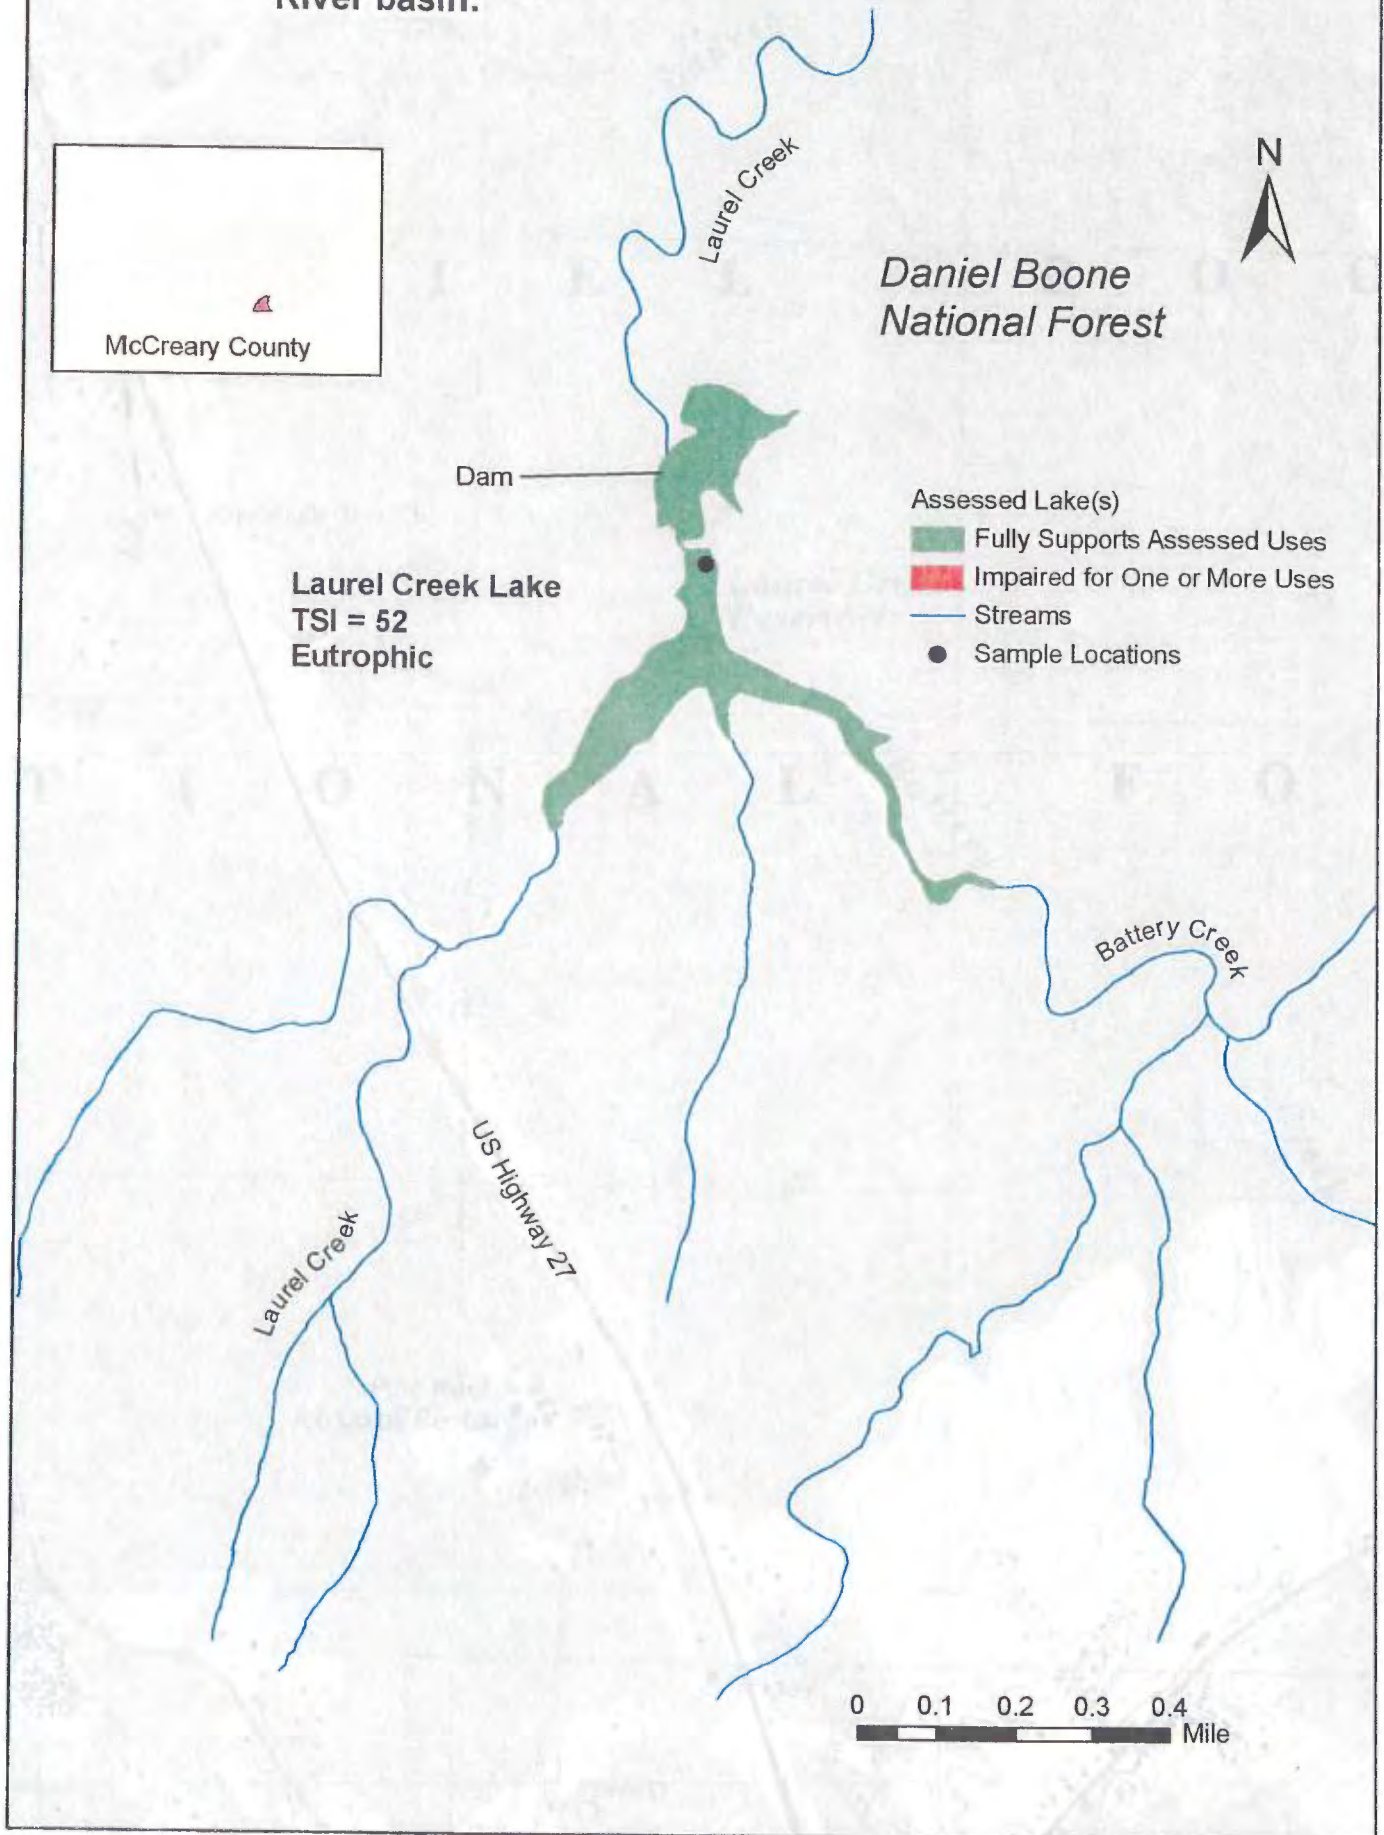 River basin.
Laurel Creek
N
Daniel Boone
National Forest
McCreary County
Dam
Assessed Lake(s)
Fully Supports Assessed Uses
Impaired for One or More Uses
Streams
Sample Locations
Laurel Creek Lake
TSI = 52
Eutrophic
T I O N A L F O
Battery Creek
US Highway 27
Laurel Creek
0 0.1 0.2 0.3 0.4
Mile